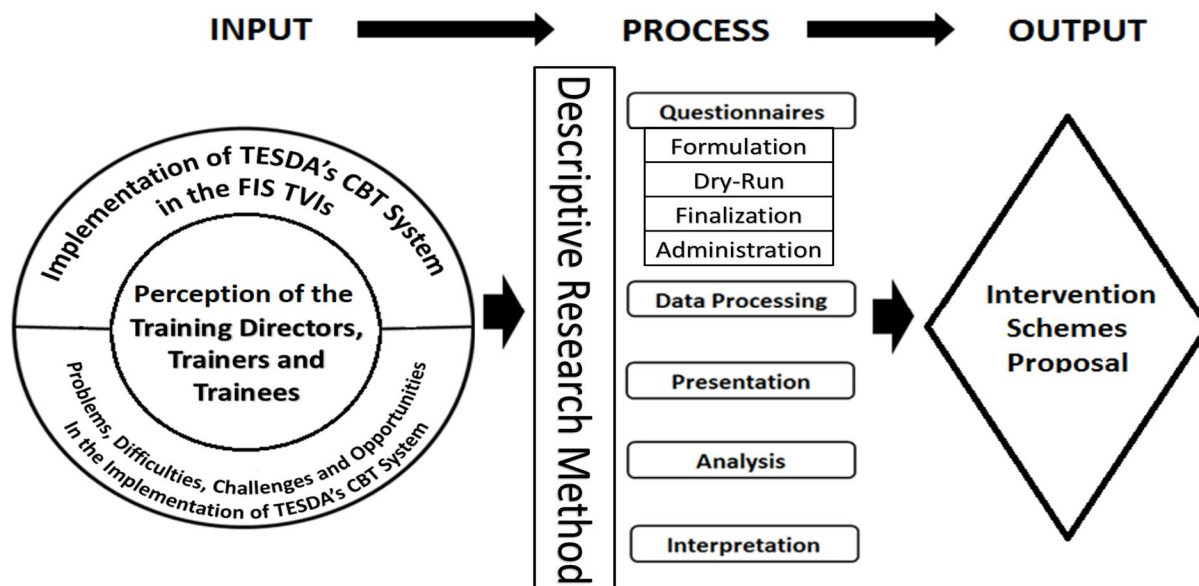 INPUT
PROCESS
OUTPUT
Implementation of TESDA's CBT System
in the FIS TVIs
Perception of the
Training Directors,
Trainers and
Trainees
Problems, Difficulties, Challenges and Opportunities
In the Implementation of TESDA's CBT System
Descriptive Research Method
Questionnaires
Formulation
Dry-Run
Finalization
Administration
Data Processing
Presentation
Analysis
Interpretation
Intervention
Schemes
Proposal